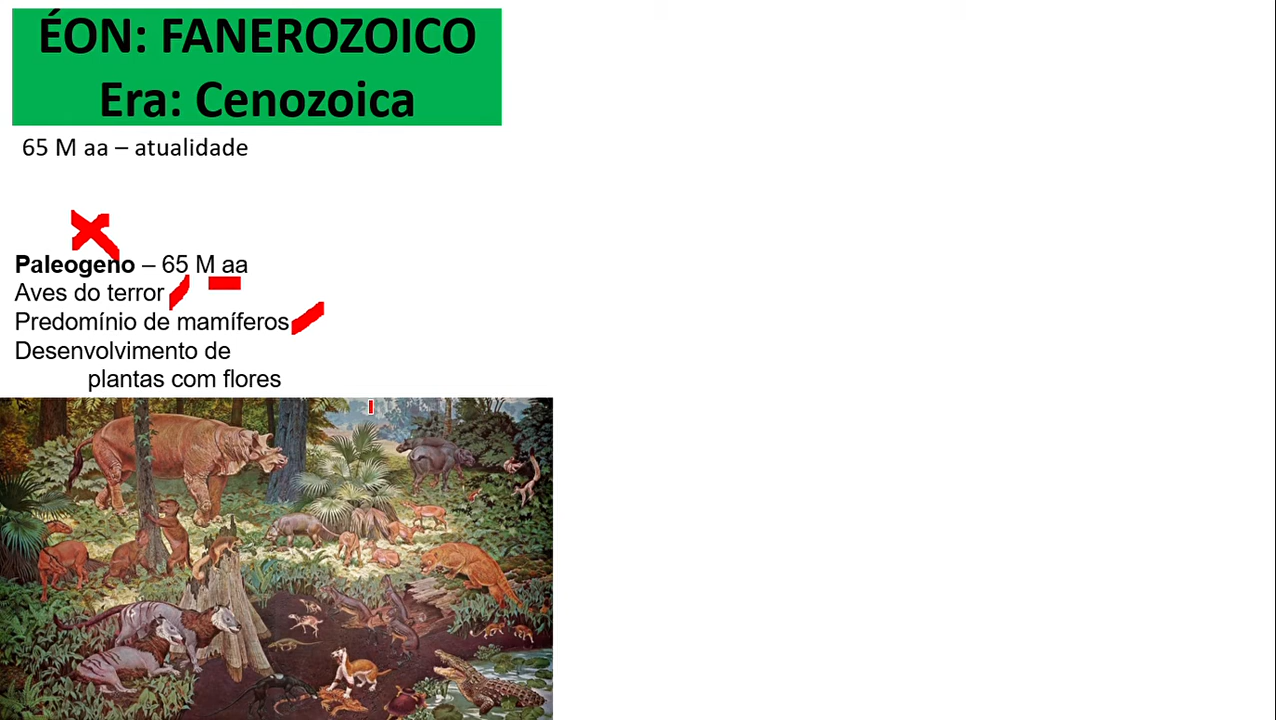 ÉON: FANEROZOICO
Era: Cenozoica
65 M aa – atualidade
Paleogeno – 65 M aa
Aves do terror
Predomínio de mamíferos
Desenvolvimento de
plantas com flores